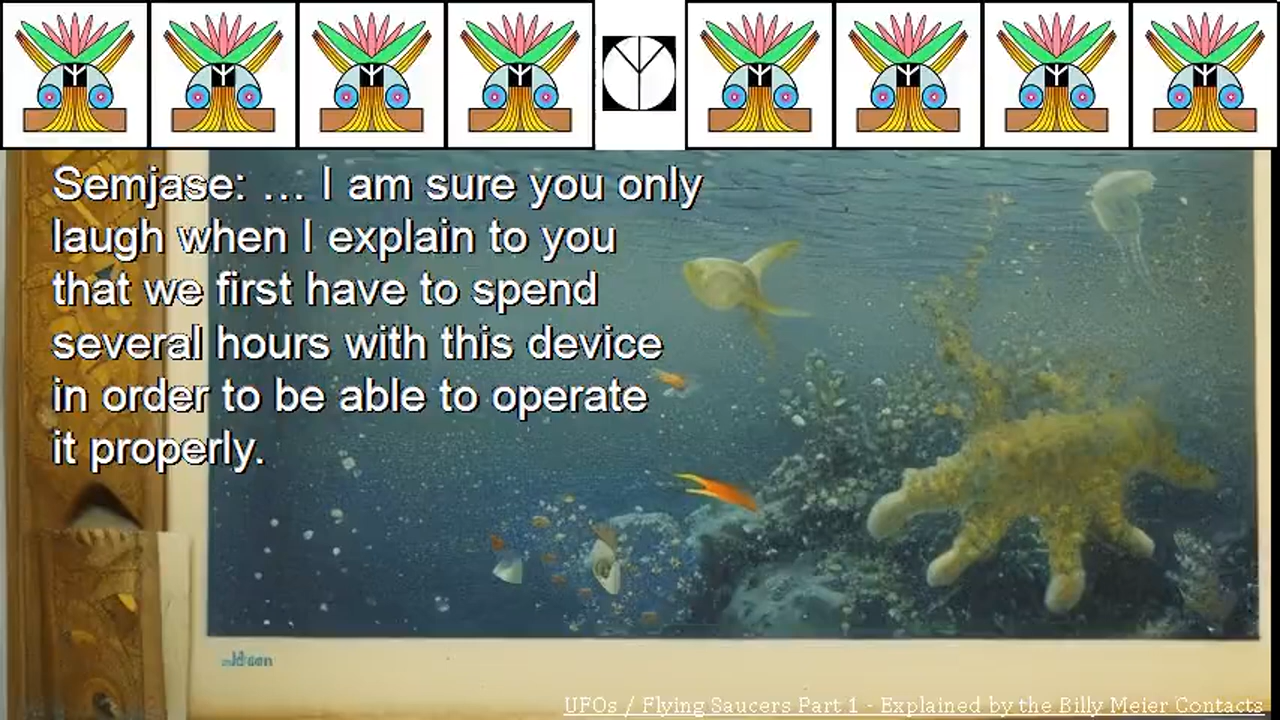 Semjase: ... I am sure you only
laugh when I explain to you
that we first have to spend
several hours with this device
in order to be able to operate
it properly.
UFOs / Flying Saucers Part 1 - Explained by the Billy Meier Contacts